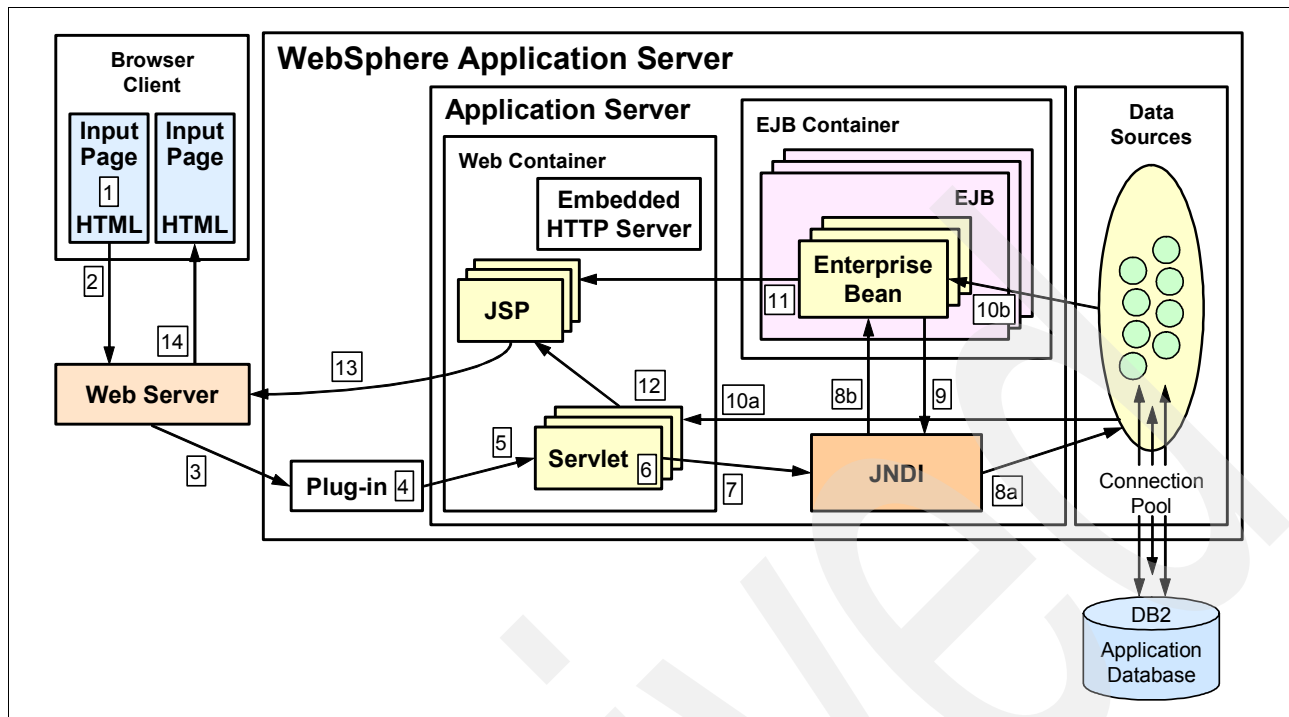 Browser
Client
Input
Page
1
HTML
Input
Page
HTML
2
14
Web Server
3
WebSphere Application Server
Plug-in
4
Application Server
Web Container
Embedded
HTTP Server
JSP
13
12
5
Servlet
6
7
EJB Container
EJB
Enterprise
Bean
11
10b
10a
8b
9
JNDI
8a
Data
Sources
Connection
Pool
DB2
Application
Database